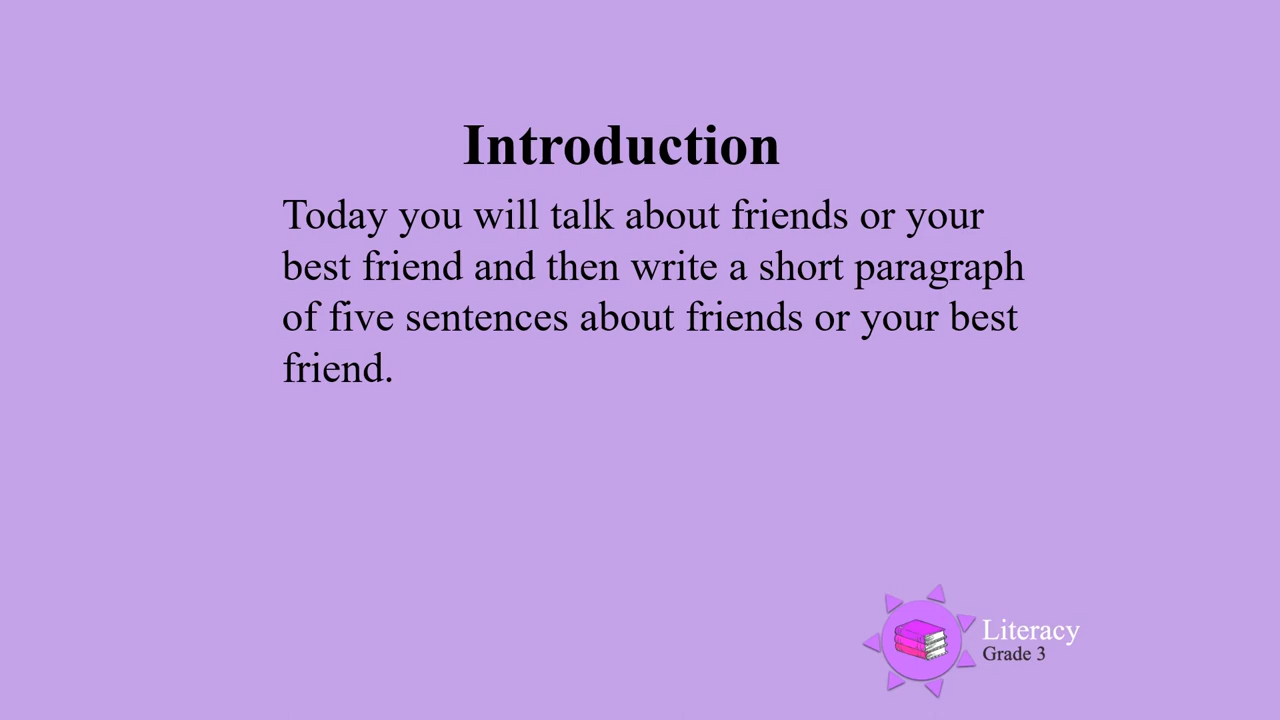 Introduction
Today you will talk about friends or your
best friend and then write a short paragraph
of five sentences about friends or your best
friend.
Literacy
Grade 3